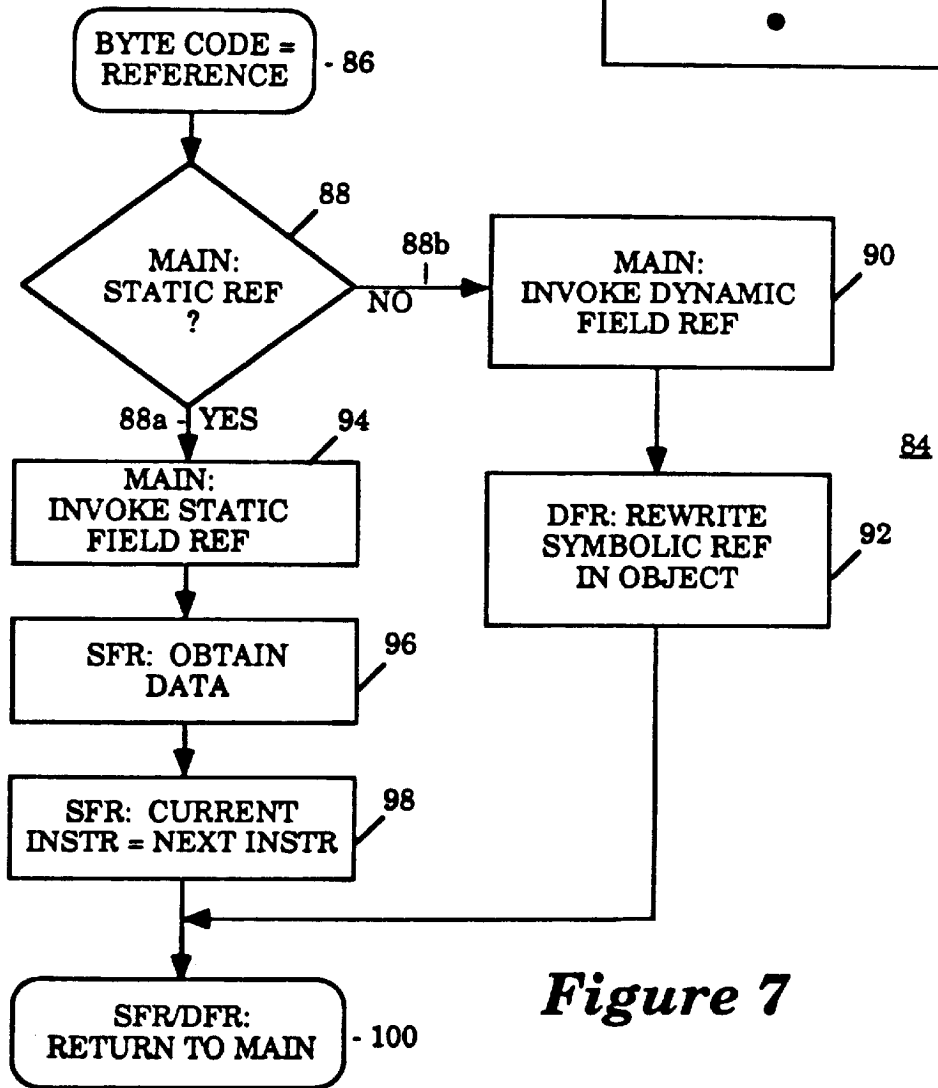 BYTE CODE =
REFERENCE
- 86
88
MAIN:
STATIC REF
?
88b
NO
90
MAIN:
INVOKE DYNAMIC
FIELD REF
88a - YES
94
MAIN:
INVOKE STATIC
FIELD REF
84
DFR: REWRITE
SYMBOLIC REF
IN OBJECT
92
SFR: OBTAIN
DATA
96
SFR: CURRENT
INSTR = NEXT INSTR
98
SFR/DFR:
RETURN TO MAIN
- 100
Figure 7